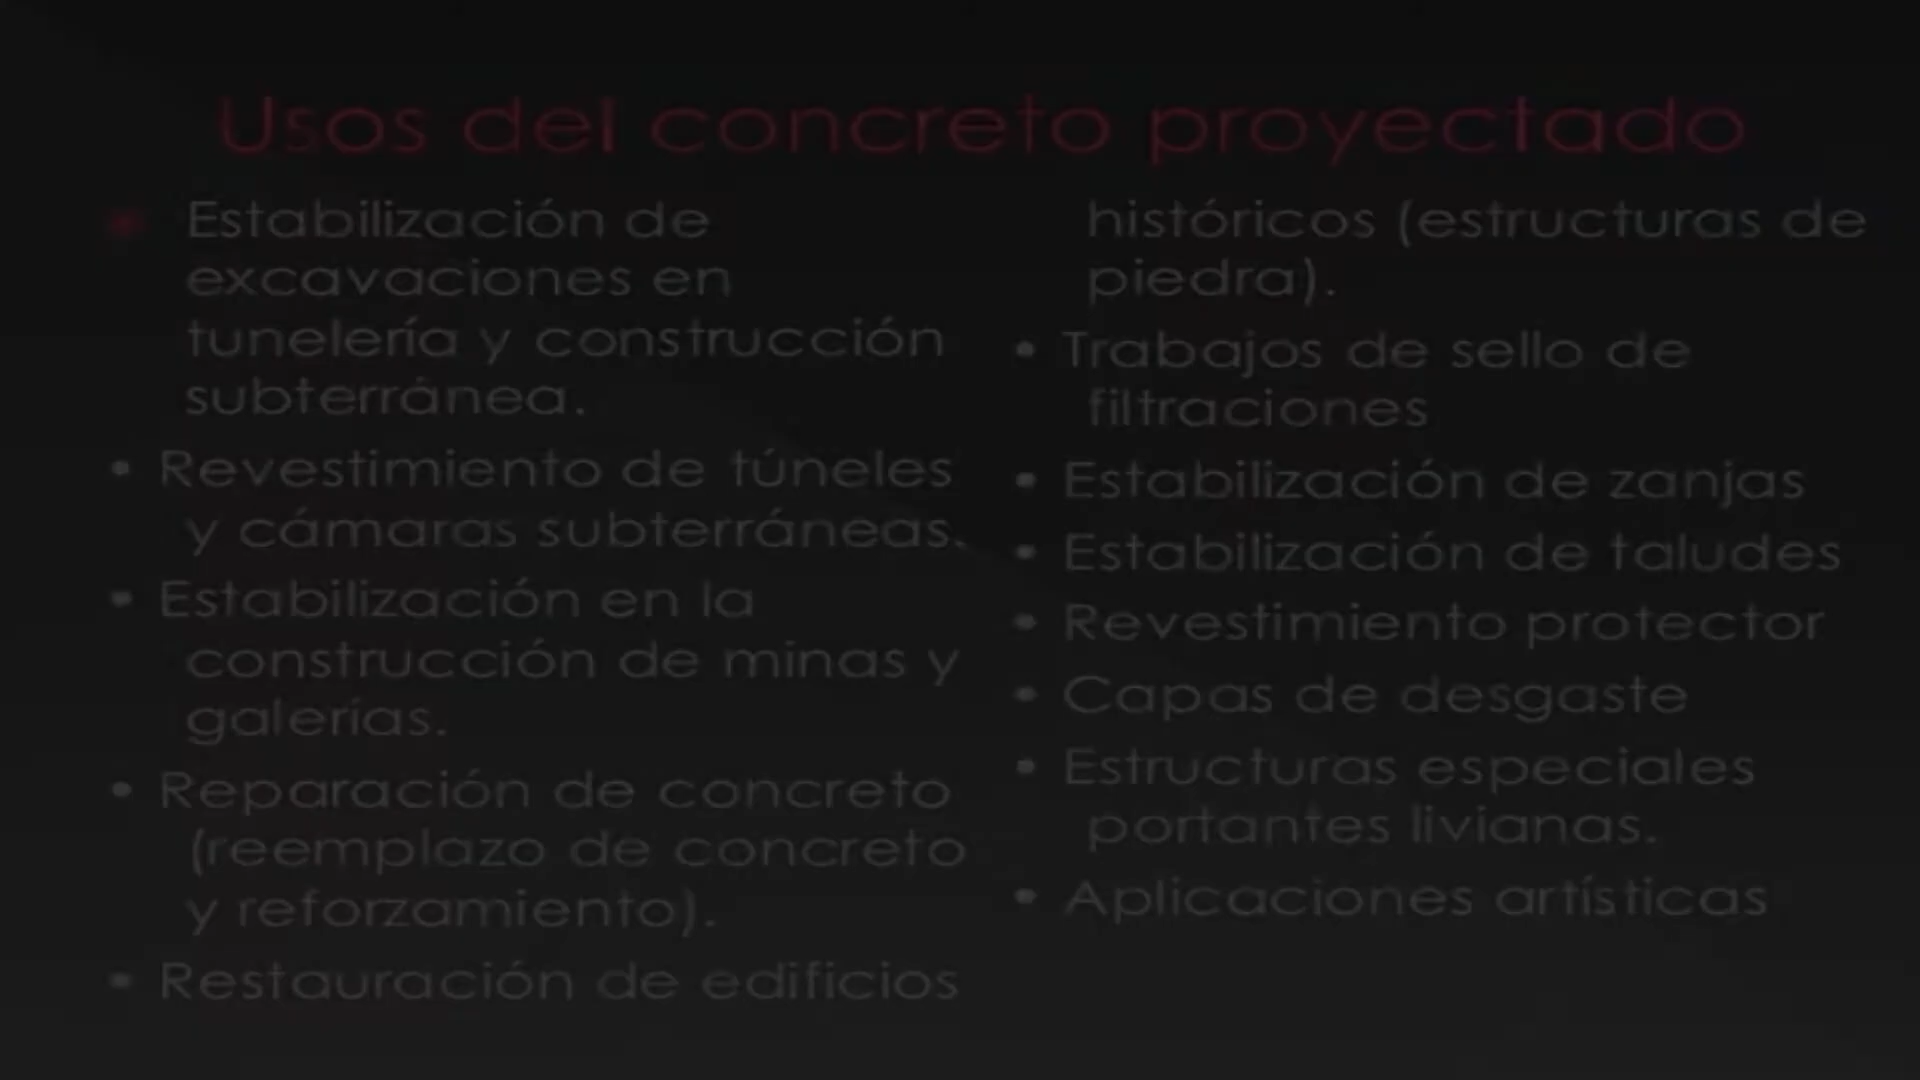 Usos del concreto proyectado
Estabilización de
excavaciones en
tunelería y construcción
subterránea.
• Revestimiento de túneles
y cámaras subterráneas.
• Estabilización en la
construcción de minas y
galerías.
• Reparación de concreto
(reemplazo de concreto
y reforzamiento).
• Restauración de edificios
históricos (estructuras de
piedra).
• Trabajos de sello de
filtraciones
• Estabilización de zanjas
• Estabilización de taludes
• Revestimiento protector
• Capas de desgaste
• Estructuras especiales
portantes livianas.
• Aplicaciones artísticas